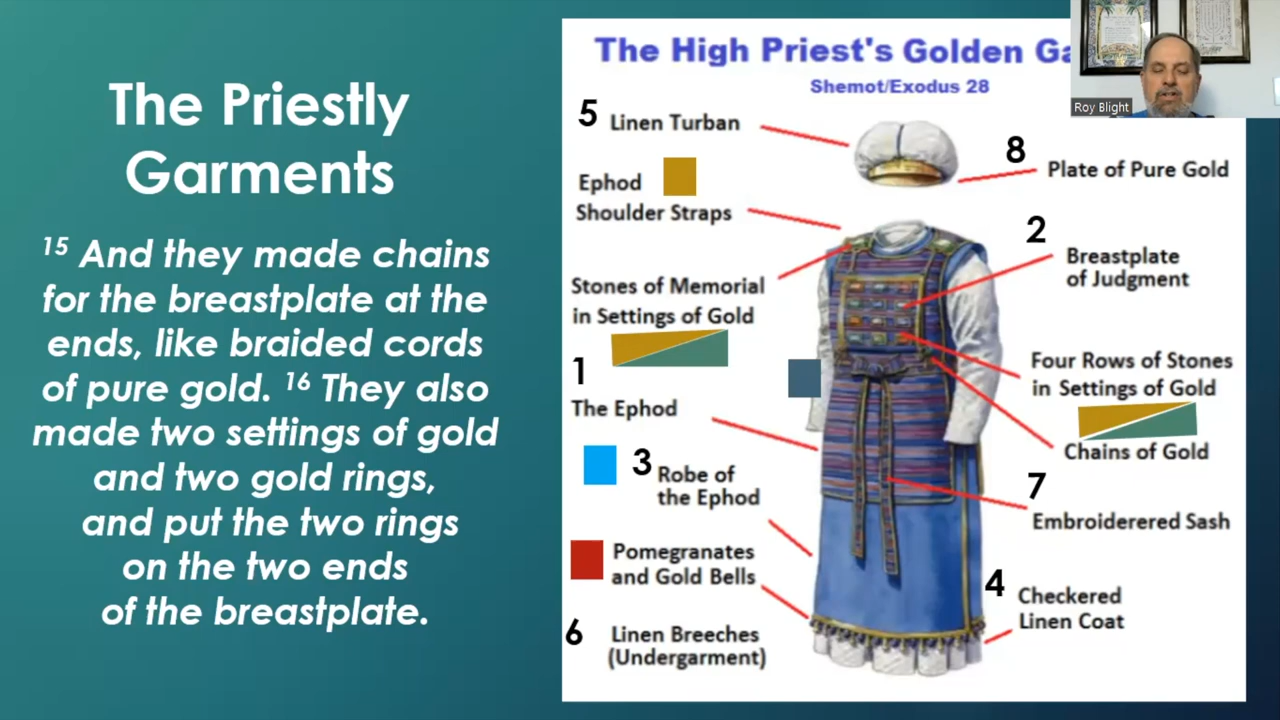 The Priestly
Garments
15 And they made chains
for the breastplate at the
ends, like braided cords
of pure gold. 16 They also
made two settings of gold
and two gold rings,
and put the two rings
on the two ends
of the breastplate.
The High Priest's Golden Ga
Shemot/Exodus 28
5 Linen Turban
Ephod
Shoulder Straps
Stones of Memorial
in Settings of Gold
1
The Ephod
3 Robe of
the Ephod
Pomegranates
and Gold Bells
6 Linen Breeches
(Undergarment)
8
Plate of Pure Gold
2
Breastplate
of Judgment
Four Rows of Stones
in Settings of Gold
Chains of Gold
7
Embroiderered Sash
4 Checkered
Linen Coat
Roy Blight